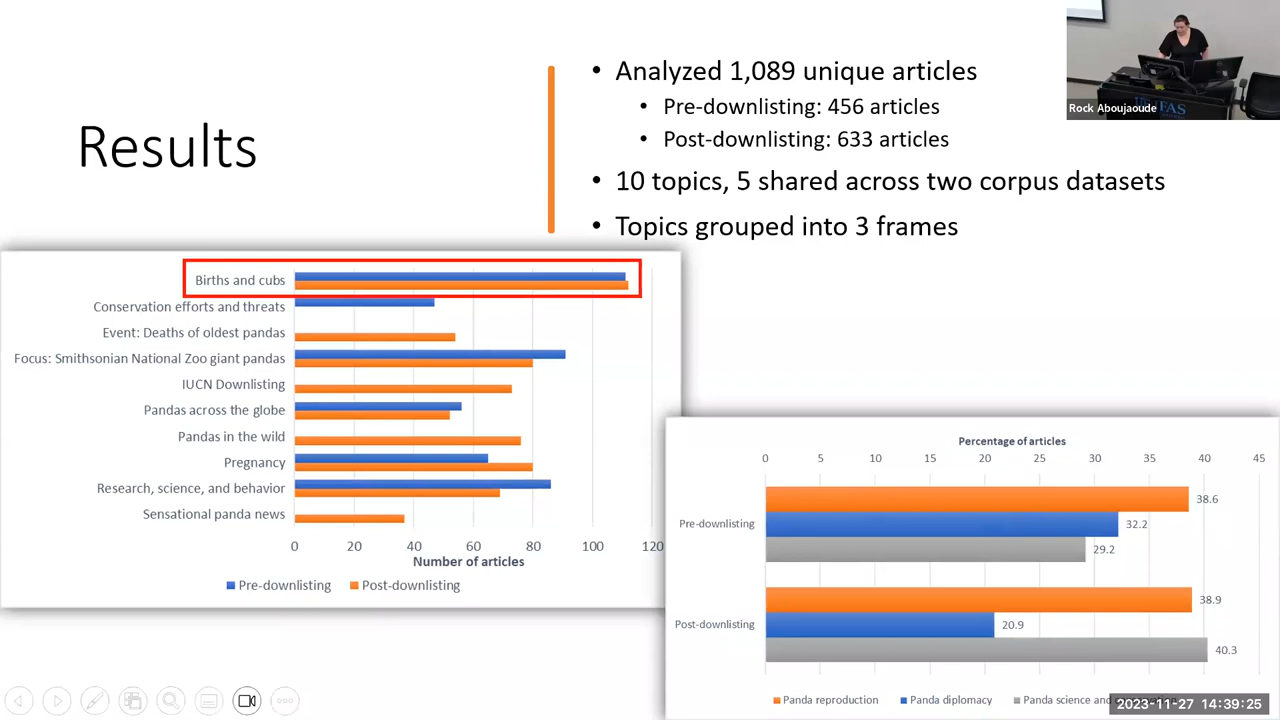 Results
• Analyzed 1,089 unique articles
• Pre-downlisting: 456 articles
• Post-downlisting: 633 articles
• 10 topics, 5 shared across two corpus datasets
• Topics grouped into 3 frames
Rock Aboujaoude
Births and cubs
Conservation efforts and threats
Event: Deaths of oldest pandas
Focus: Smithsonian National Zoo giant pandas
IUCN Downlisting
Pandas across the globe
Pandas in the wild
Pregnancy
Research, science, and behavior
Sensational panda news
0 20 40 60 80 100 120
Number of articles
Pre-downlisting Post-downlisting
Percentage of articles
0 5 10 15 20 25 30 35 40 45
38.6
Pre-downlisting 32.2
29.2
38.9
Post-downlisting 20.9
40.3
Panda reproduction Panda diplomacy Panda science and
2023-11-27 14:39:25